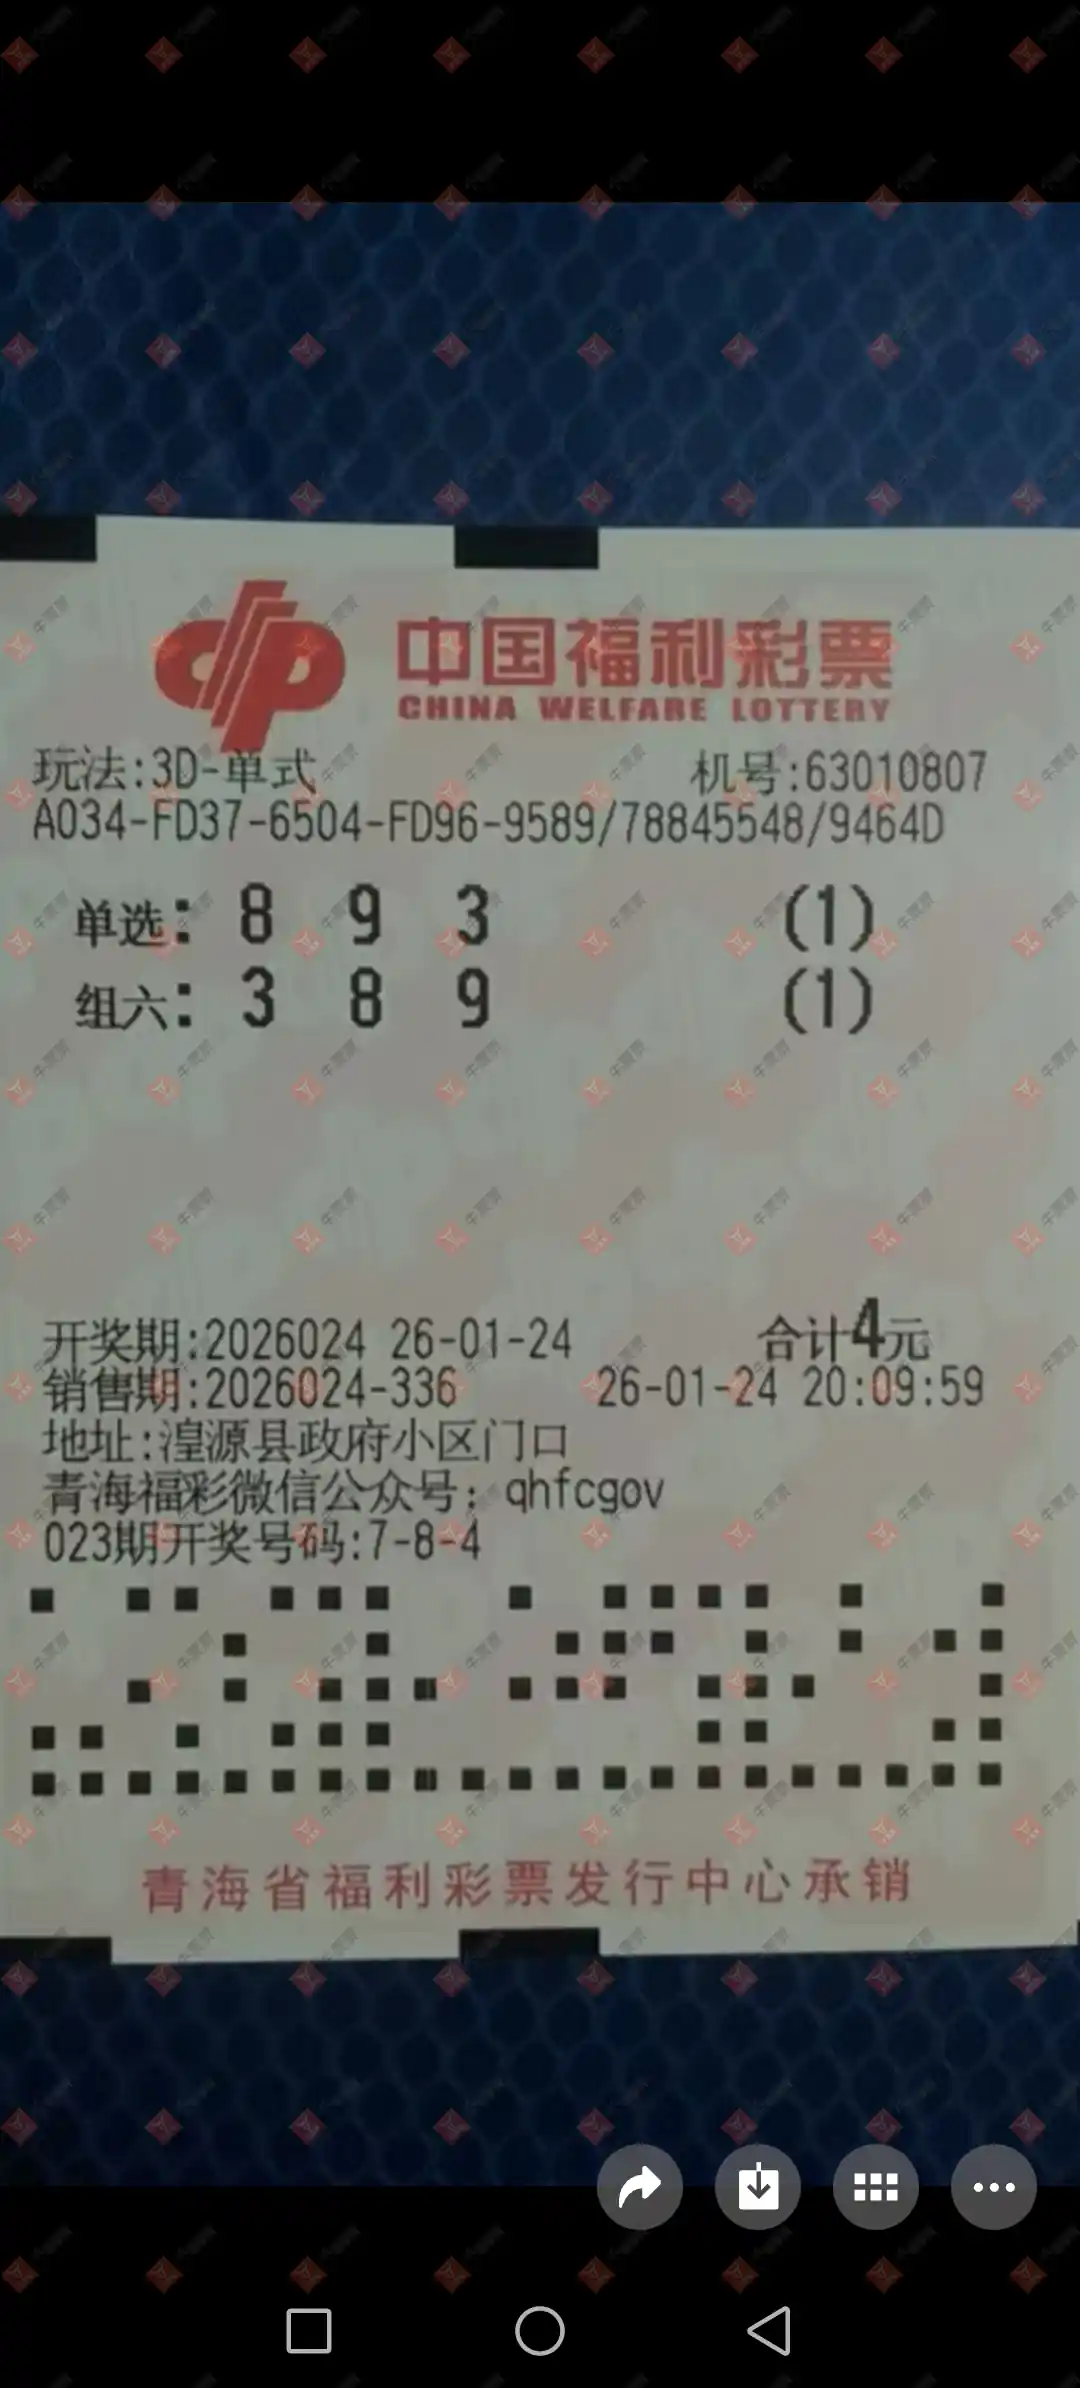 中国福利彩票
CHINA WELFARE LOTTERY
玩法:3D-单式 机号:63010807
A034-FD37-6504-FD96-9589/78845548/9464D
单选: 8 9 3 (1)
组六: 3 8 9 (1)
开奖期:2026024 26-01-24 合计4元
销售期:2026024-336 26-01-24 20:09:59
地址:湟源县政府小区门口
青海福彩微信公众号: qhfcgov
023期开奖号码:7-8-4
青海省福利彩票发行中心承销